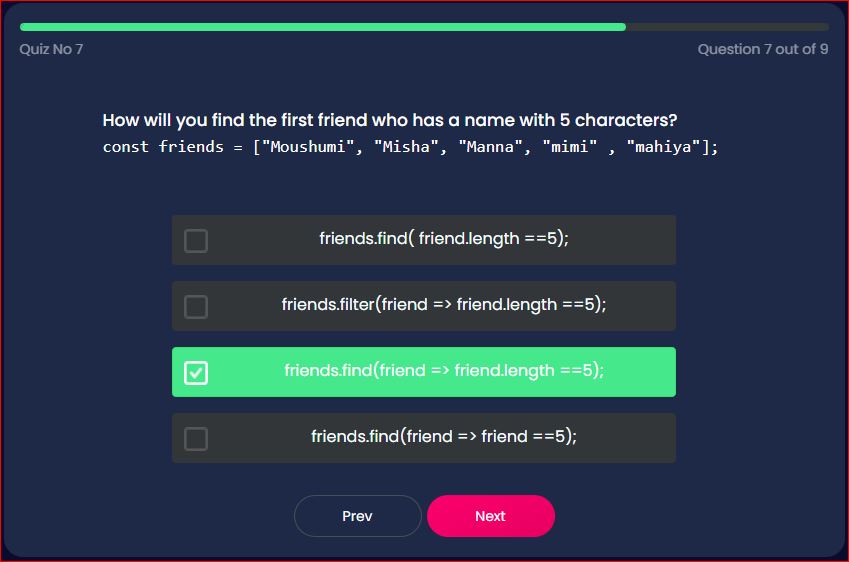 Quiz No 7
Question 7 out of 9
How will you find the first friend who has a name with 5 characters?
const friends = ["Moushumi", "Misha", "Manna", "mimi" , "mahiya"];
friends.find( friend.length ==5);
friends.filter(friend => friend.length ==5);
friends.find(friend => friend.length ==5);
friends.find(friend => friend ==5);
Prev
Next